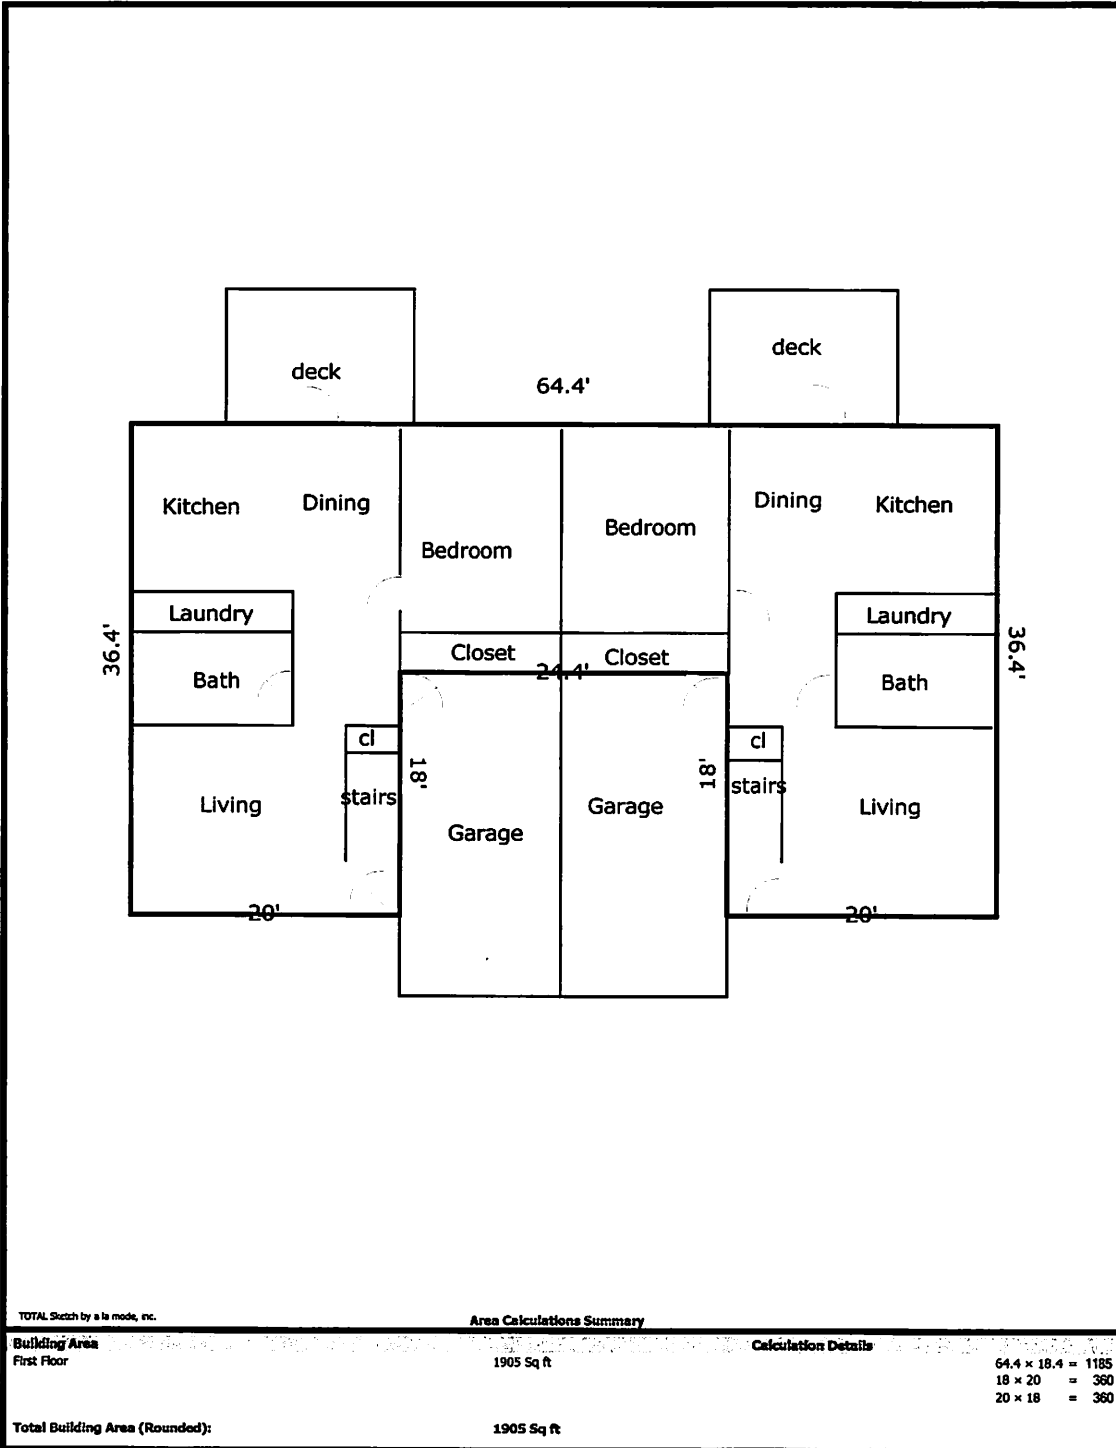 deck
deck
64.4'
Kitchen
Dining
Dining
Kitchen
Bedroom
Bedroom
Laundry
Laundry
36.4'
36.4'
Closet
Closet
24.4'
Bath
Bath
cl
cl
18'
18'
stairs
stairs
Living
Garage
Garage
Living
20'
20'
TOTAL Sketch by a la mode, inc.
Area Calculations Summary
Building Area
Calculation Details
First Floor
1905 Sq ft
64.4 × 18.4 = 1185
18 × 20 = 360
20 × 18 = 360
Total Building Area (Rounded):
1905 Sq ft